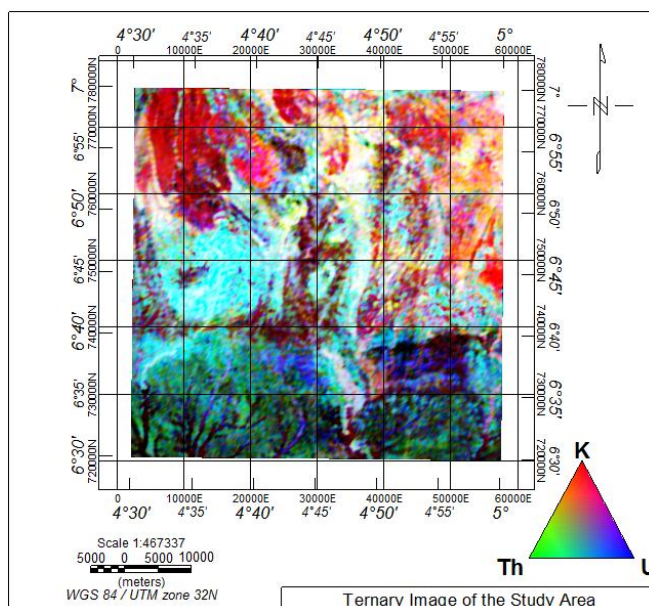 4°30' 4°35' 4°40' 4°45' 4°50' 4°55' 5°
0 10000E 20000E 30000E 40000E 50000E 60000E
7° 780000N 780000N 7°
6°55' 770000N 770000N 6°55'
6°50' 760000N 760000N 6°50'
6°45' 750000N 750000N 6°45'
6°40' 740000N 740000N 6°40'
6°35' 730000N 730000N 6°35'
6°30' 720000N 720000N 6°30'
0 10000E 20000E 30000E 40000E 50000E 60000E
4°30' 4°35' 4°40' 4°45' 4°50' 4°55' 5°
N
K
Th U
Scale 1:467337
5000 0 5000 10000
(meters)
WGS 84 / UTM zone 32N
Ternary Image of the Study Area